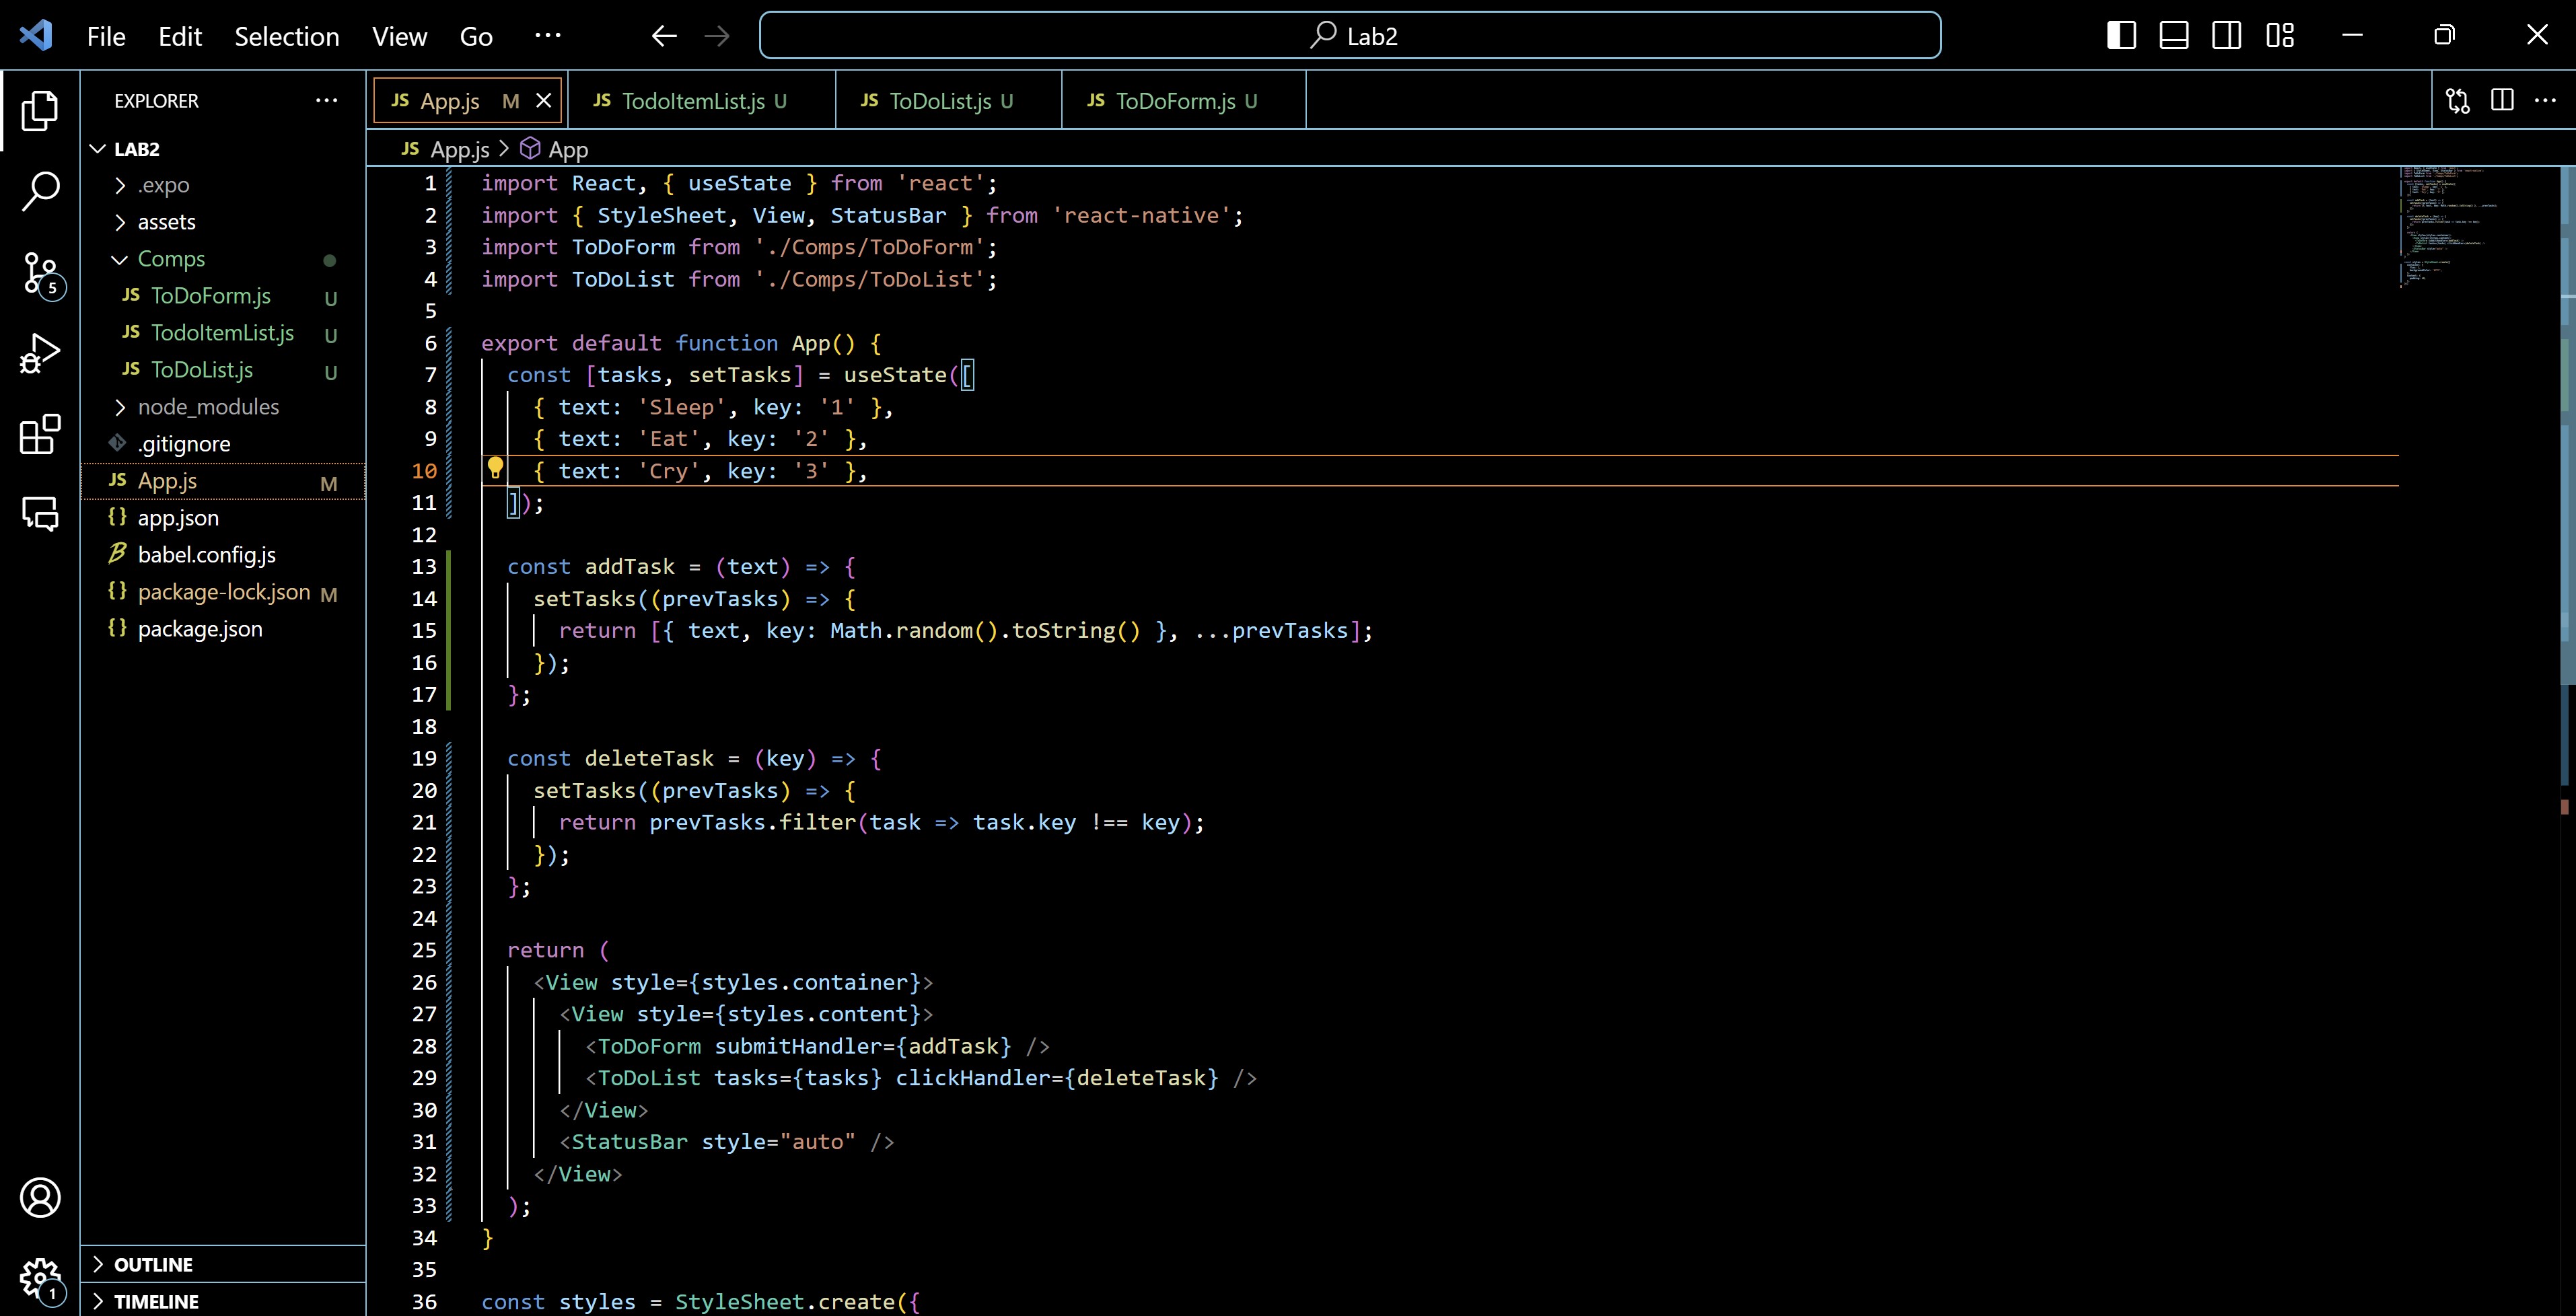 File Edit Selection View Go ··· Lab2
EXPLORER ···
LAB2
.expo
assets
Comps
JS ToDoForm.js U
JS TodoItemList.js U
JS ToDoList.js U
node_modules
.gitignore
JS App.js M
{} app.json
babel.config.js
{} package-lock.json M
{} package.json
OUTLINE
TIMELINE
5
1
JS App.js M JS TodoItemList.js U JS ToDoList.js U JS ToDoForm.js U
JS App.js > App
1 import React, { useState } from 'react';
2 import { StyleSheet, View, StatusBar } from 'react-native';
3 import ToDoForm from './Comps/ToDoForm';
4 import ToDoList from './Comps/ToDoList';
5
6 export default function App() {
7 const [tasks, setTasks] = useState([
8 { text: 'Sleep', key: '1' },
9 { text: 'Eat', key: '2' },
10 { text: 'Cry', key: '3' },
11 ]);
12
13 const addTask = (text) => {
14 setTasks((prevTasks) => {
15 return [{ text, key: Math.random().toString() }, ...prevTasks];
16 });
17 };
18
19 const deleteTask = (key) => {
20 setTasks((prevTasks) => {
21 return prevTasks.filter(task => task.key !== key);
22 });
23 };
24
25 return (
26 <View style={styles.container}>
27 <View style={styles.content}>
28 <ToDoForm submitHandler={addTask} />
29 <ToDoList tasks={tasks} clickHandler={deleteTask} />
30 </View>
31 <StatusBar style="auto" />
32 </View>
33 );
34 }
35
36 const styles = StyleSheet.create({